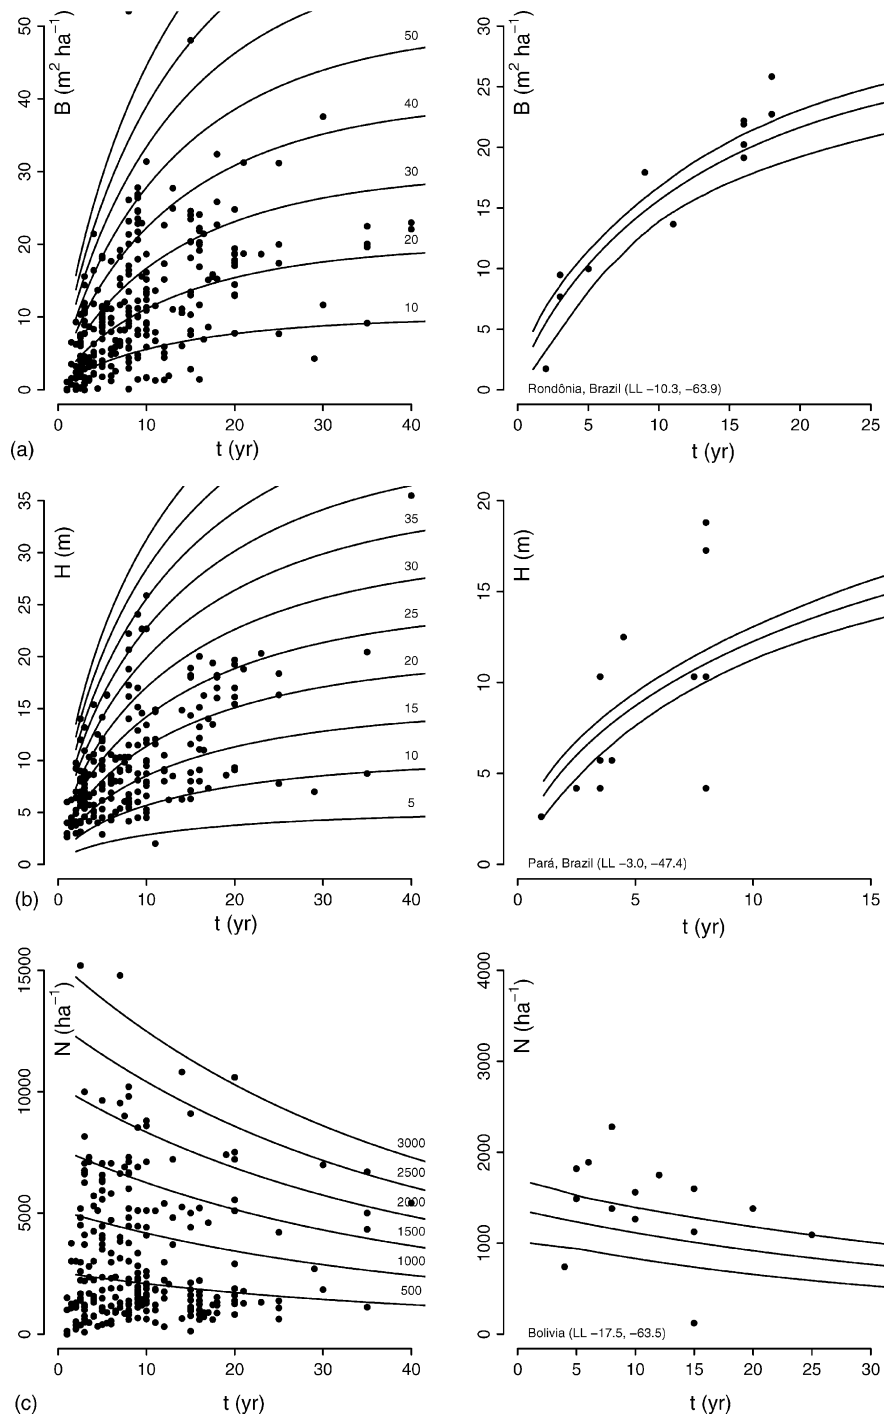 B (m² ha⁻¹)
0 10 20 30 40 50
50
40
30
20
10
0 10 20 30 40
t (yr)
(a)
B (m² ha⁻¹)
0 5 10 15 20 25 30
Rondônia, Brazil (LL −10.3, −63.9)
0 5 10 15 20 25
t (yr)
H (m)
0 5 10 15 20 25 30 35
35
30
25
20
15
10
5
0 10 20 30 40
t (yr)
(b)
H (m)
0 5 10 15 20
Pará, Brazil (LL −3.0, −47.4)
0 5 10 15
t (yr)
N (ha⁻¹)
0 5000 10000 15000
3000
2500
2000
1500
1000
500
0 10 20 30 40
t (yr)
(c)
N (ha⁻¹)
0 1000 2000 3000 4000
Bolivia (LL −17.5, −63.5)
0 5 10 15 20 25 30
t (yr)